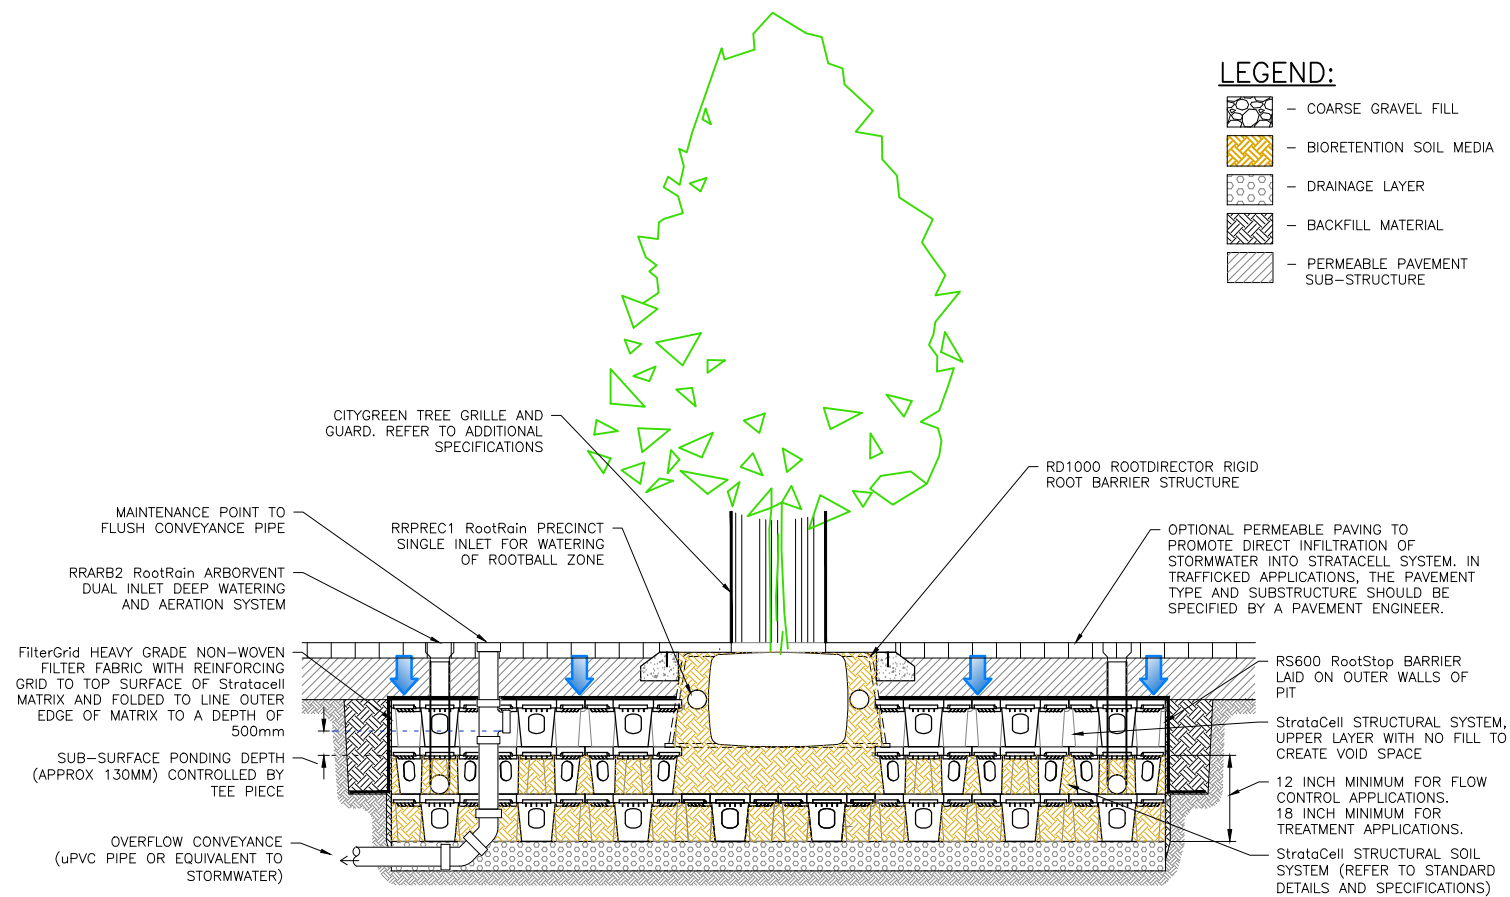 LEGEND:
- COARSE GRAVEL FILL
- BIORETENTION SOIL MEDIA
- DRAINAGE LAYER
- BACKFILL MATERIAL
- PERMEABLE PAVEMENT
SUB-STRUCTURE
CITYGREEN TREE GRILLE AND
GUARD. REFER TO ADDITIONAL
SPECIFICATIONS
MAINTENANCE POINT TO
FLUSH CONVEYANCE PIPE
RRPREC1 RootRain PRECINCT
SINGLE INLET FOR WATERING
OF ROOTBALL ZONE
RRARB2 RootRain ARBORVENT
DUAL INLET DEEP WATERING
AND AERATION SYSTEM
FilterGrid HEAVY GRADE NON-WOVEN
FILTER FABRIC WITH REINFORCING
GRID TO TOP SURFACE OF Stratacell
MATRIX AND FOLDED TO LINE OUTER
EDGE OF MATRIX TO A DEPTH OF
500mm
SUB-SURFACE PONDING DEPTH
(APPROX 130MM) CONTROLLED BY
TEE PIECE
OVERFLOW CONVEYANCE
(uPVC PIPE OR EQUIVALENT TO
STORMWATER)
RD1000 ROOTDIRECTOR RIGID
ROOT BARRIER STRUCTURE
OPTIONAL PERMEABLE PAVING TO
PROMOTE DIRECT INFILTRATION OF
STORMWATER INTO STRATACELL SYSTEM. IN
TRAFFICKED APPLICATIONS, THE PAVEMENT
TYPE AND SUBSTRUCTURE SHOULD BE
SPECIFIED BY A PAVEMENT ENGINEER.
RS600 RootStop BARRIER
LAID ON OUTER WALLS OF
PIT
StrataCell STRUCTURAL SYSTEM,
UPPER LAYER WITH NO FILL TO
CREATE VOID SPACE
12 INCH MINIMUM FOR FLOW
CONTROL APPLICATIONS.
18 INCH MINIMUM FOR
TREATMENT APPLICATIONS.
StrataCell STRUCTURAL SOIL
SYSTEM (REFER TO STANDARD
DETAILS AND SPECIFICATIONS)